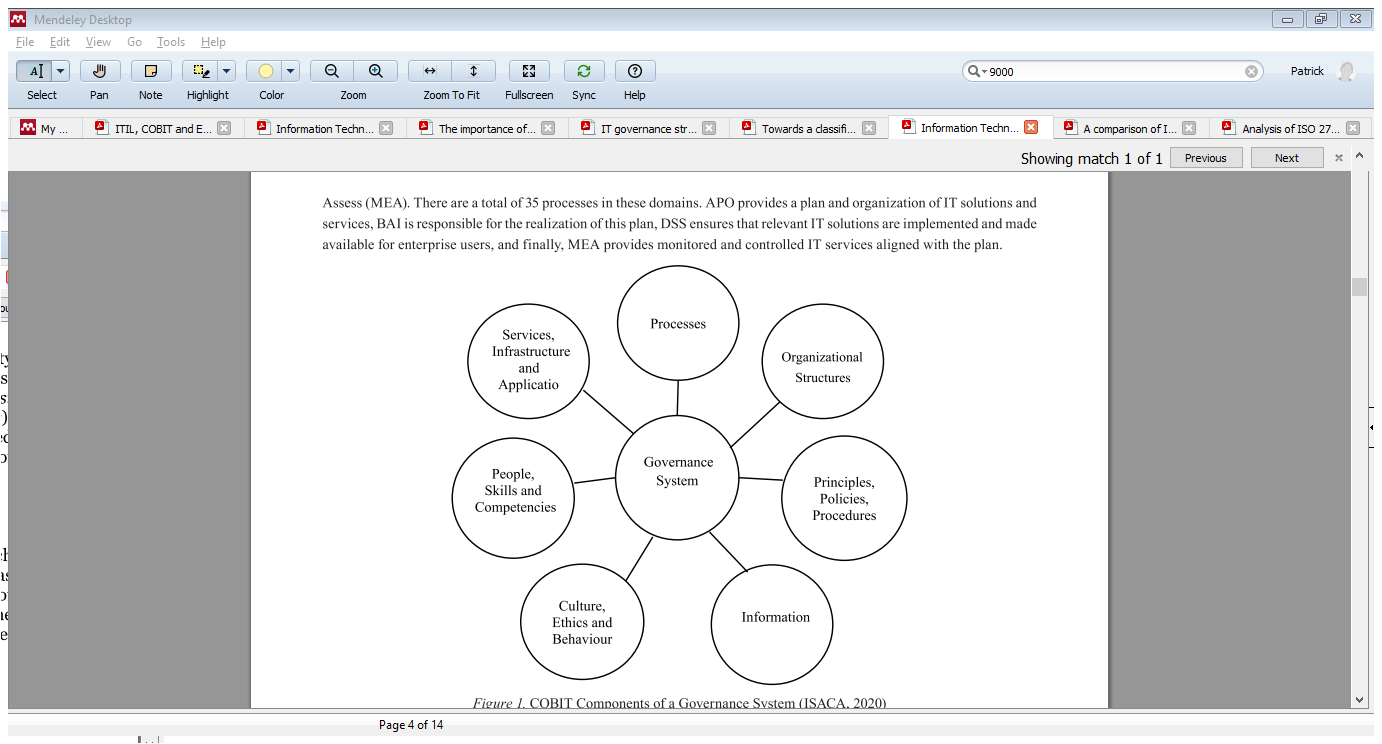 Mendeley Desktop
File Edit View Go Tools Help
9000
Patrick
Select Pan Note Highlight Color Zoom Zoom To Fit Fullscreen Sync Help
My ... ITIL, COBIT and E... Information Techn... The importance of... IT governance str... Towards a classifi... Information Techn... A comparison of I... Analysis of ISO 27...
Showing match 1 of 1 Previous Next
Assess (MEA). There are a total of 35 processes in these domains. APO provides a plan and organization of IT solutions and
services, BAI is responsible for the realization of this plan, DSS ensures that relevant IT solutions are implemented and made
available for enterprise users, and finally, MEA provides monitored and controlled IT services aligned with the plan.
Processes
Services,
Infrastructure
and
Applicatio
Organizational
Structures
Governance
System
People,
Skills and
Competencies
Principles,
Policies,
Procedures
Culture,
Ethics and
Behaviour
Information
Figure 1. COBIT Components of a Governance System (ISACA, 2020)
Page 4 of 14